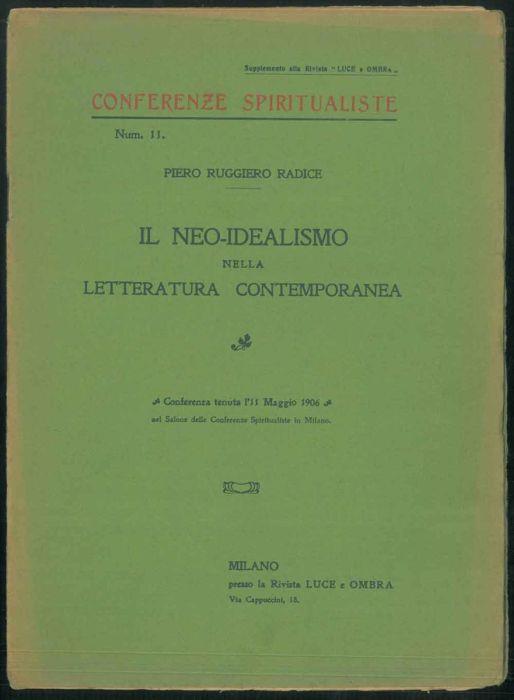 Supplemento alla Rivista "LUCE e OMBRA„
CONFERENZE SPIRITUALISTE
Num. 11.
PIERO RUGGIERO RADICE
IL NEO-IDEALISMO
NELLA
LETTERATURA CONTEMPORANEA
Conferenza tenuta l'11 Maggio 1906
nel Salone delle Conferenze Spiritualiste in Milano.
MILANO
presso la Rivista LUCE e OMBRA
Via Cappuccini, 18.